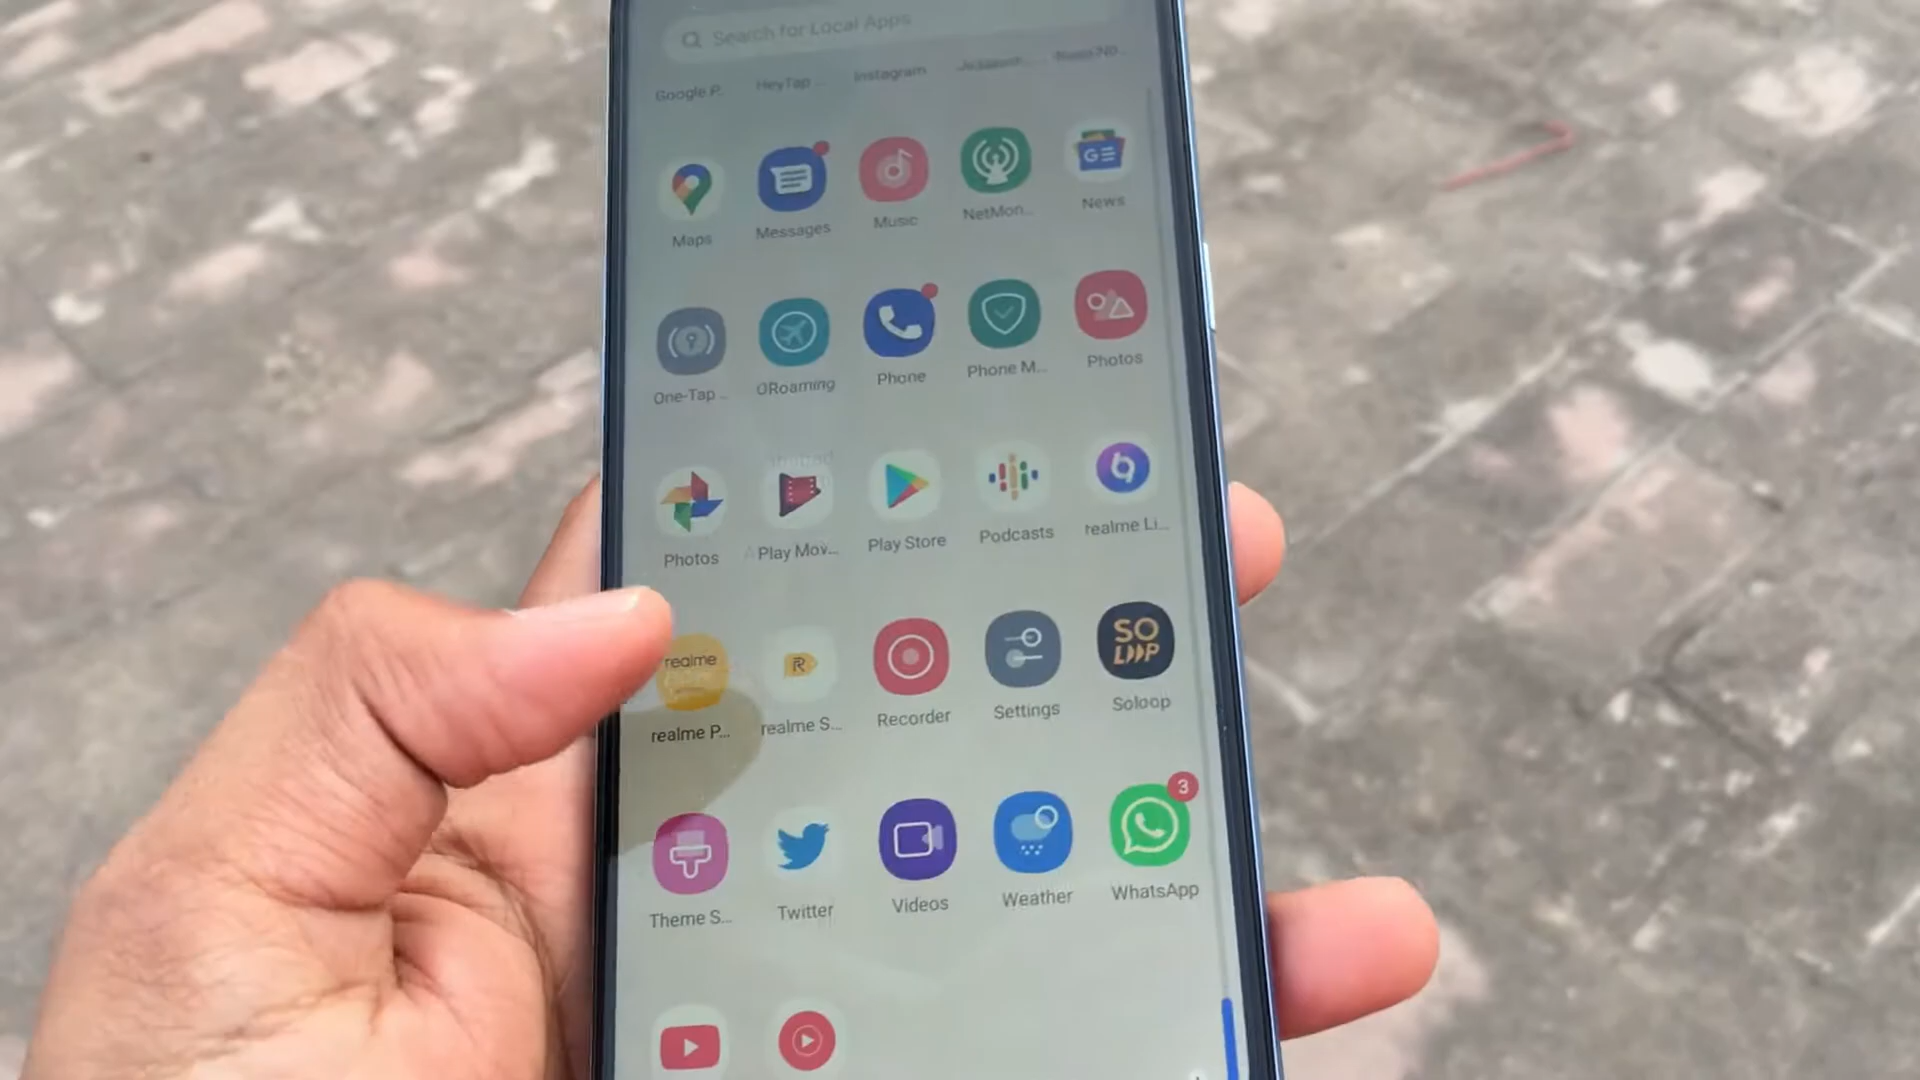 Search for Local Apps
Google P...
HeyTap ...
Instagram
Maps
Messages
Music
NetMon...
News
One-Tap ...
ORoaming
Phone
Phone M...
Photos
Photos
Play Mov...
Play Store
Podcasts
realme Li...
realme
realme P...
R
realme S...
Recorder
Settings
SO
LOOP
Soloop
Theme S...
Twitter
Videos
Weather
3
WhatsApp